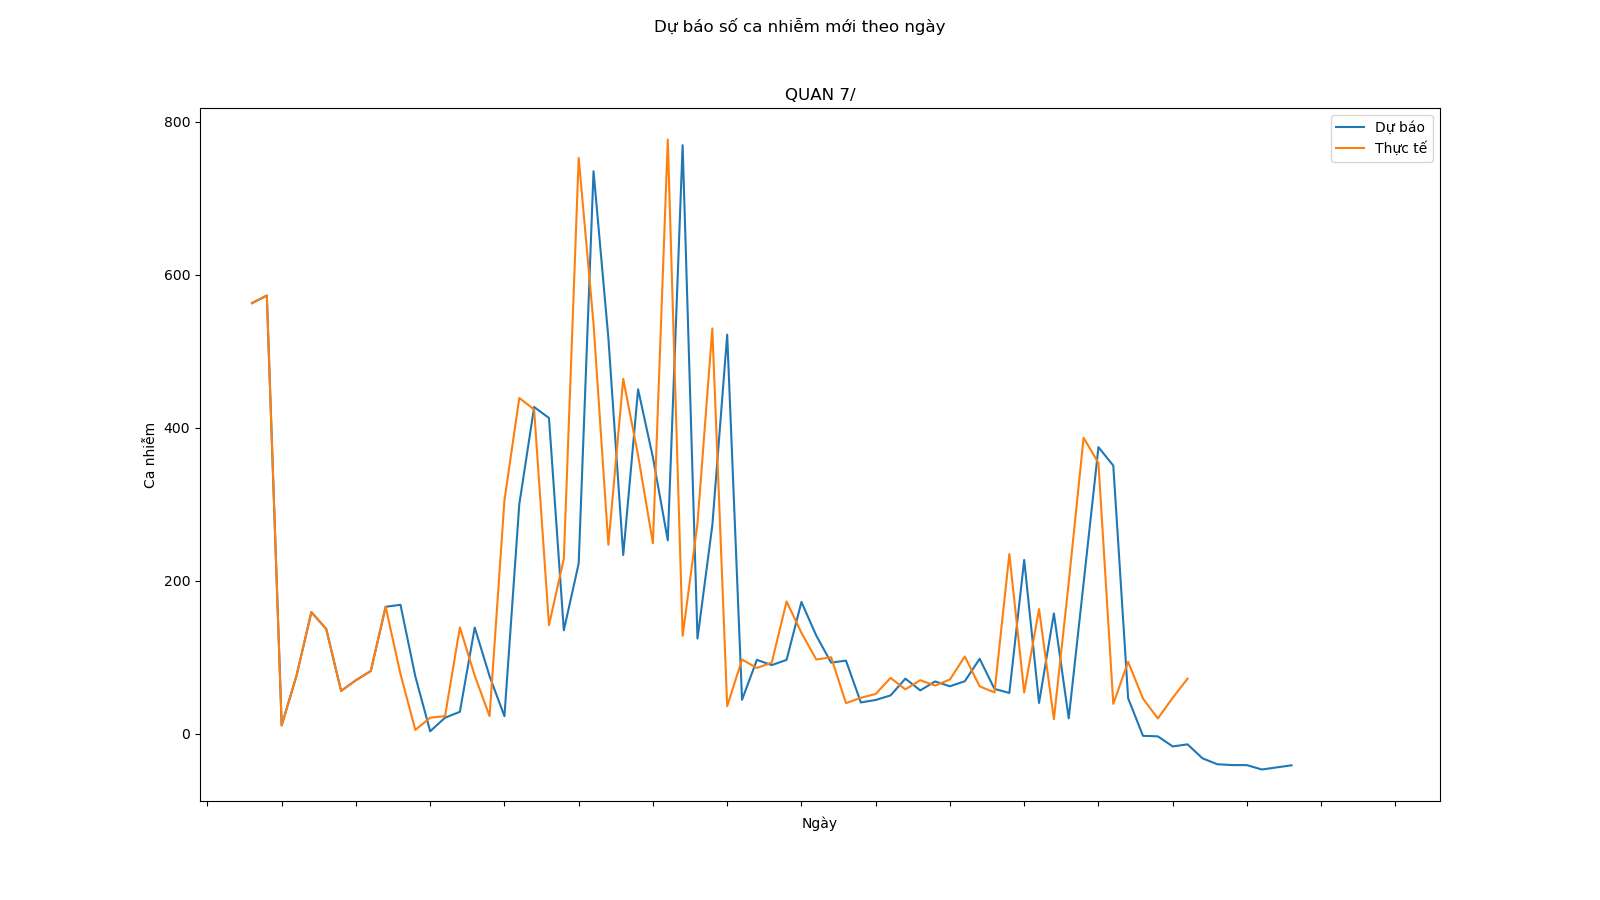 Dự báo số ca nhiễm mới theo ngày
QUAN 7/
800
600
400
200
0
Ca nhiễm
Dự báo
Thực tế
Ngày